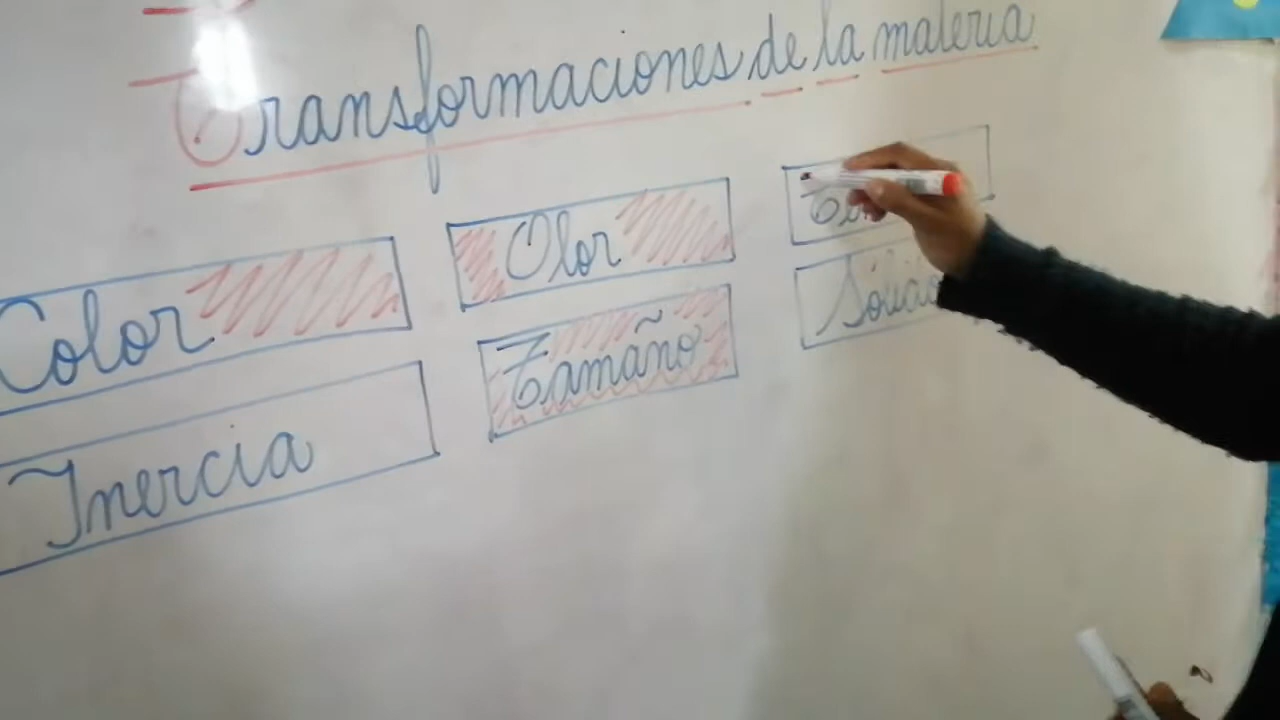 Transformaciones de la materia
Color
Olor
Tamaño
Inercia